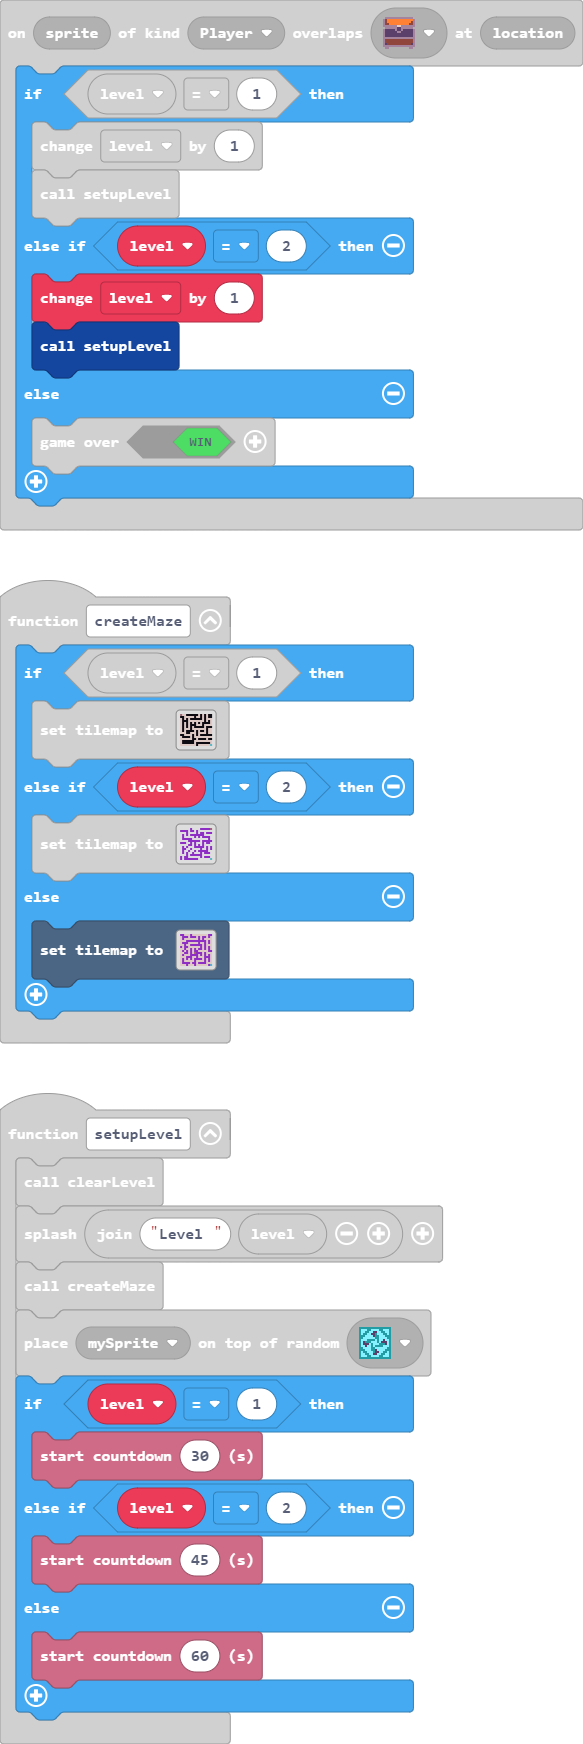 on sprite of kind Player overlaps at location
if level = 1 then
change level by 1
call setupLevel
else if level = 2 then
change level by 1
call setupLevel
else
game over WIN
function createMaze
if level = 1 then
set tilemap to
else if level = 2 then
set tilemap to
else
set tilemap to
function setupLevel
call clearLevel
splash join "Level " level
call createMaze
place mySprite on top of random
if level = 1 then
start countdown 30 (s)
else if level = 2 then
start countdown 45 (s)
else
start countdown 60 (s)